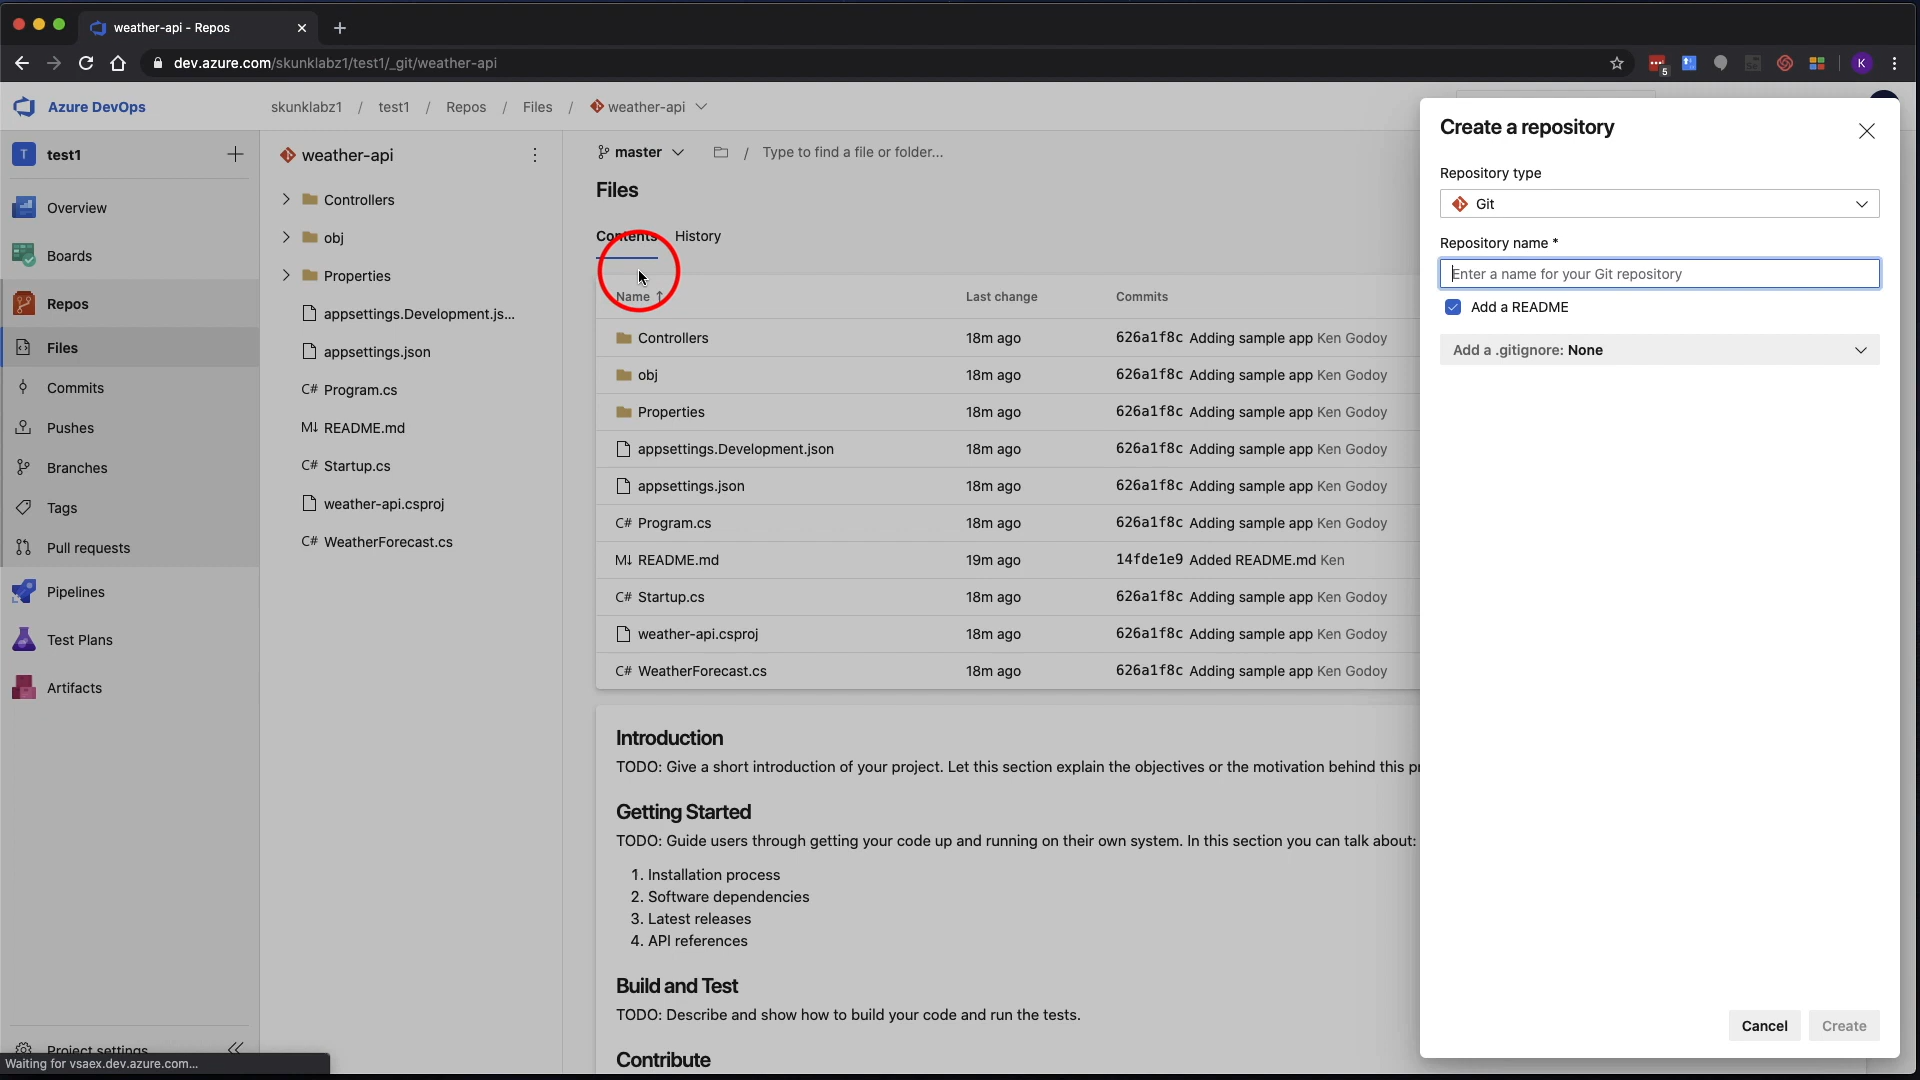 weather-api - Repos
dev.azure.com/skunklabz1/test1/_git/weather-api
5
K
Azure DevOps
skunklabz1 / test1 / Repos / Files / weather-api
T test1
Overview
Boards
Repos
Files
Commits
Pushes
Branches
Tags
Pull requests
Pipelines
Test Plans
Artifacts
Project settings
Waiting for vsaex.dev.azure.com...
weather-api
Controllers
obj
Properties
appsettings.Development.js...
appsettings.json
C# Program.cs
M↓ README.md
C# Startup.cs
weather-api.csproj
C# WeatherForecast.cs
master / Type to find a file or folder...
Files
Contents History
Name ↑ Last change Commits
Controllers 18m ago 626a1f8c Adding sample app Ken Godoy
obj 18m ago 626a1f8c Adding sample app Ken Godoy
Properties 18m ago 626a1f8c Adding sample app Ken Godoy
appsettings.Development.json 18m ago 626a1f8c Adding sample app Ken Godoy
appsettings.json 18m ago 626a1f8c Adding sample app Ken Godoy
C# Program.cs 18m ago 626a1f8c Adding sample app Ken Godoy
M↓ README.md 19m ago 14fde1e9 Added README.md Ken
C# Startup.cs 18m ago 626a1f8c Adding sample app Ken Godoy
weather-api.csproj 18m ago 626a1f8c Adding sample app Ken Godoy
C# WeatherForecast.cs 18m ago 626a1f8c Adding sample app Ken Godoy
Introduction
TODO: Give a short introduction of your project. Let this section explain the objectives or the motivation behind this
Getting Started
TODO: Guide users through getting your code up and running on their own system. In this section you can talk about:
1. Installation process
2. Software dependencies
3. Latest releases
4. API references
Build and Test
TODO: Describe and show how to build your code and run the tests.
Contribute
Create a repository
Repository type
Git
Repository name *
Enter a name for your Git repository
Add a README
Add a .gitignore: None
Cancel Create